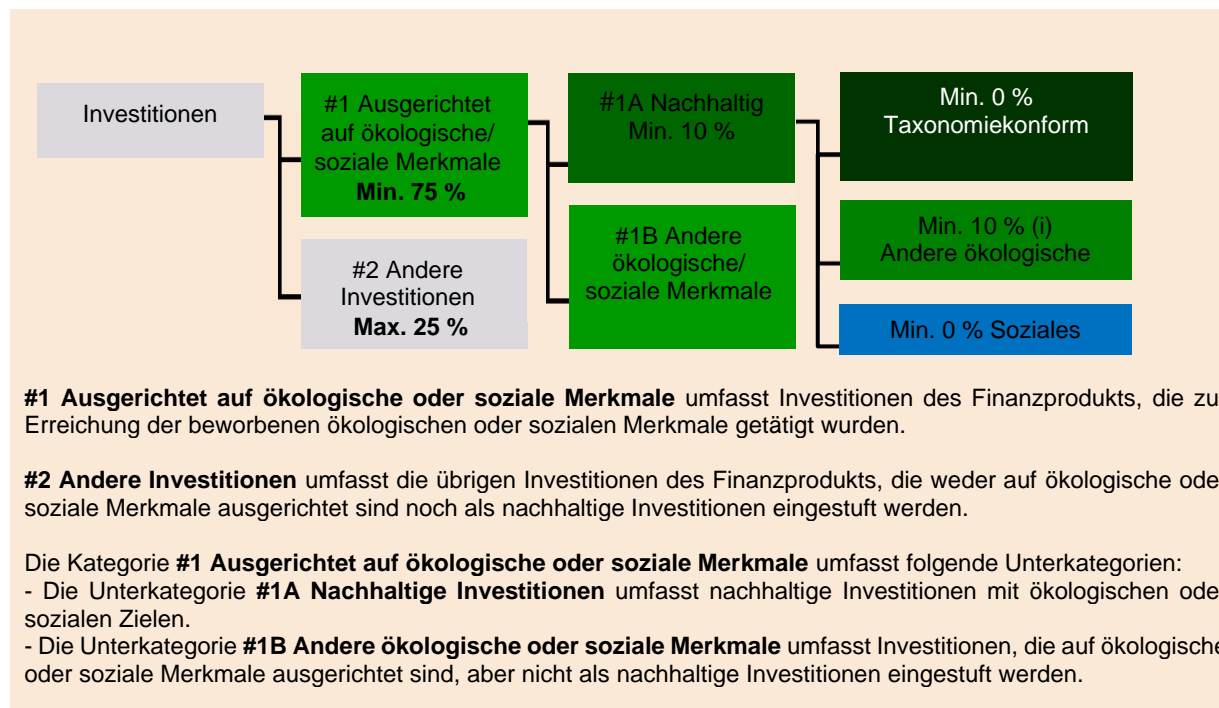 Investitionen
#1 Ausgerichtet
auf ökologische/
soziale Merkmale
Min. 75 %
#2 Andere
Investitionen
Max. 25 %
#1A Nachhaltig
Min. 10 %
#1B Andere
ökologische/
soziale Merkmale
Min. 0 %
Taxonomiekonform
Min. 10 % (i)
Andere ökologische
Min. 0 % Soziales
#1 Ausgerichtet auf ökologische oder soziale Merkmale umfasst Investitionen des Finanzprodukts, die zu
Erreichung der beworbenen ökologischen oder sozialen Merkmale getätigt wurden.
#2 Andere Investitionen umfasst die übrigen Investitionen des Finanzprodukts, die weder auf ökologische ode
soziale Merkmale ausgerichtet sind noch als nachhaltige Investitionen eingestuft werden.
Die Kategorie #1 Ausgerichtet auf ökologische oder soziale Merkmale umfasst folgende Unterkategorien:
- Die Unterkategorie #1A Nachhaltige Investitionen umfasst nachhaltige Investitionen mit ökologischen ode
sozialen Zielen.
- Die Unterkategorie #1B Andere ökologische oder soziale Merkmale umfasst Investitionen, die auf ökologische
oder soziale Merkmale ausgerichtet sind, aber nicht als nachhaltige Investitionen eingestuft werden.